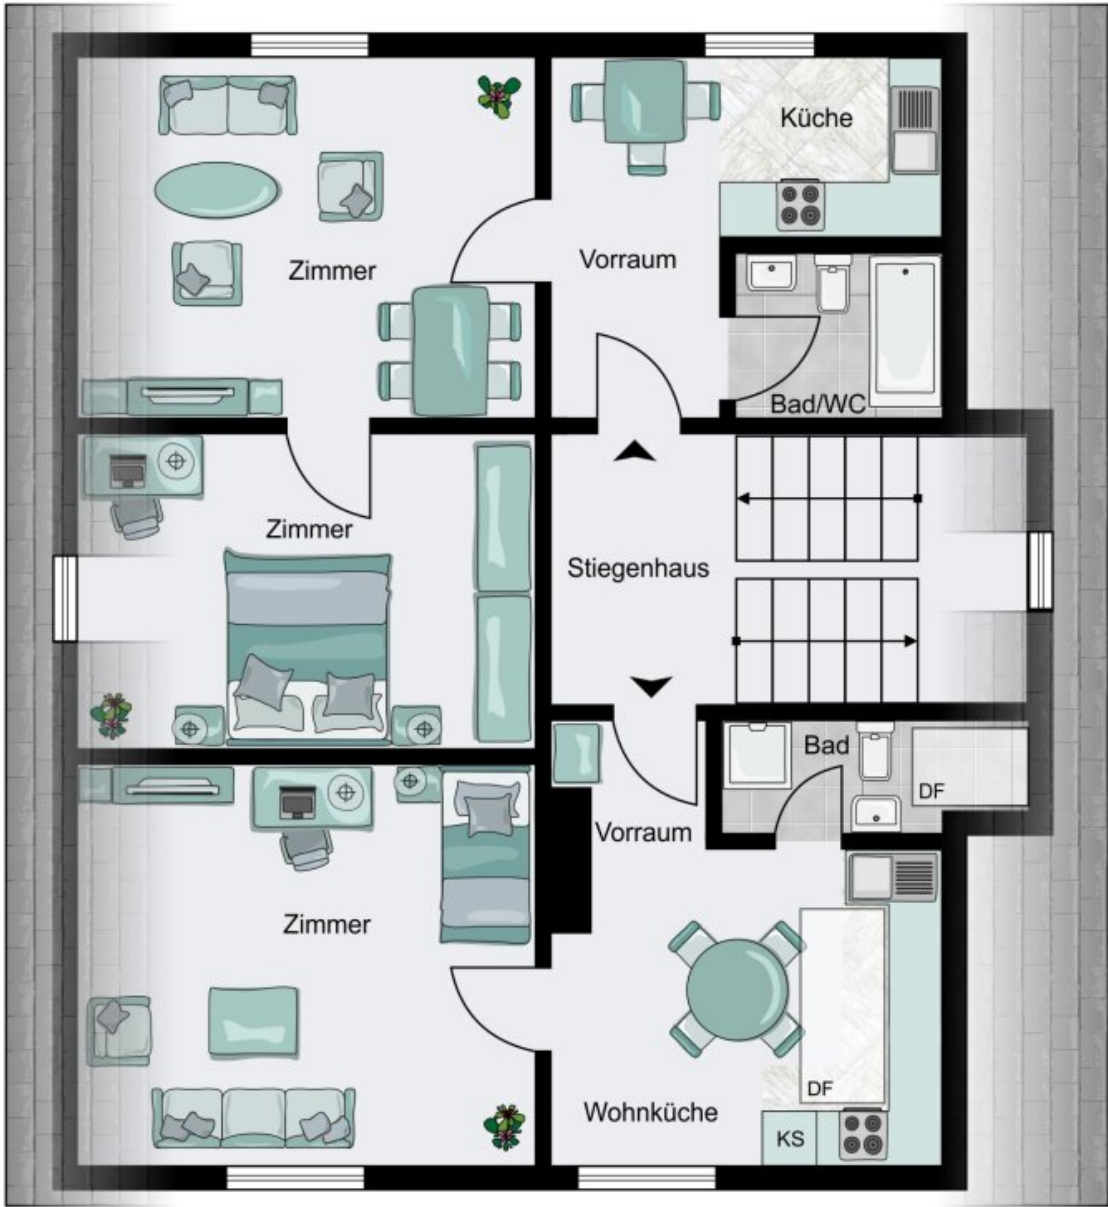 Küche
Zimmer
Vorraum
Bad/WC
Zimmer
Stiegenhaus
Bad
DF
Vorraum
Zimmer
DF
Wohnküche
KS